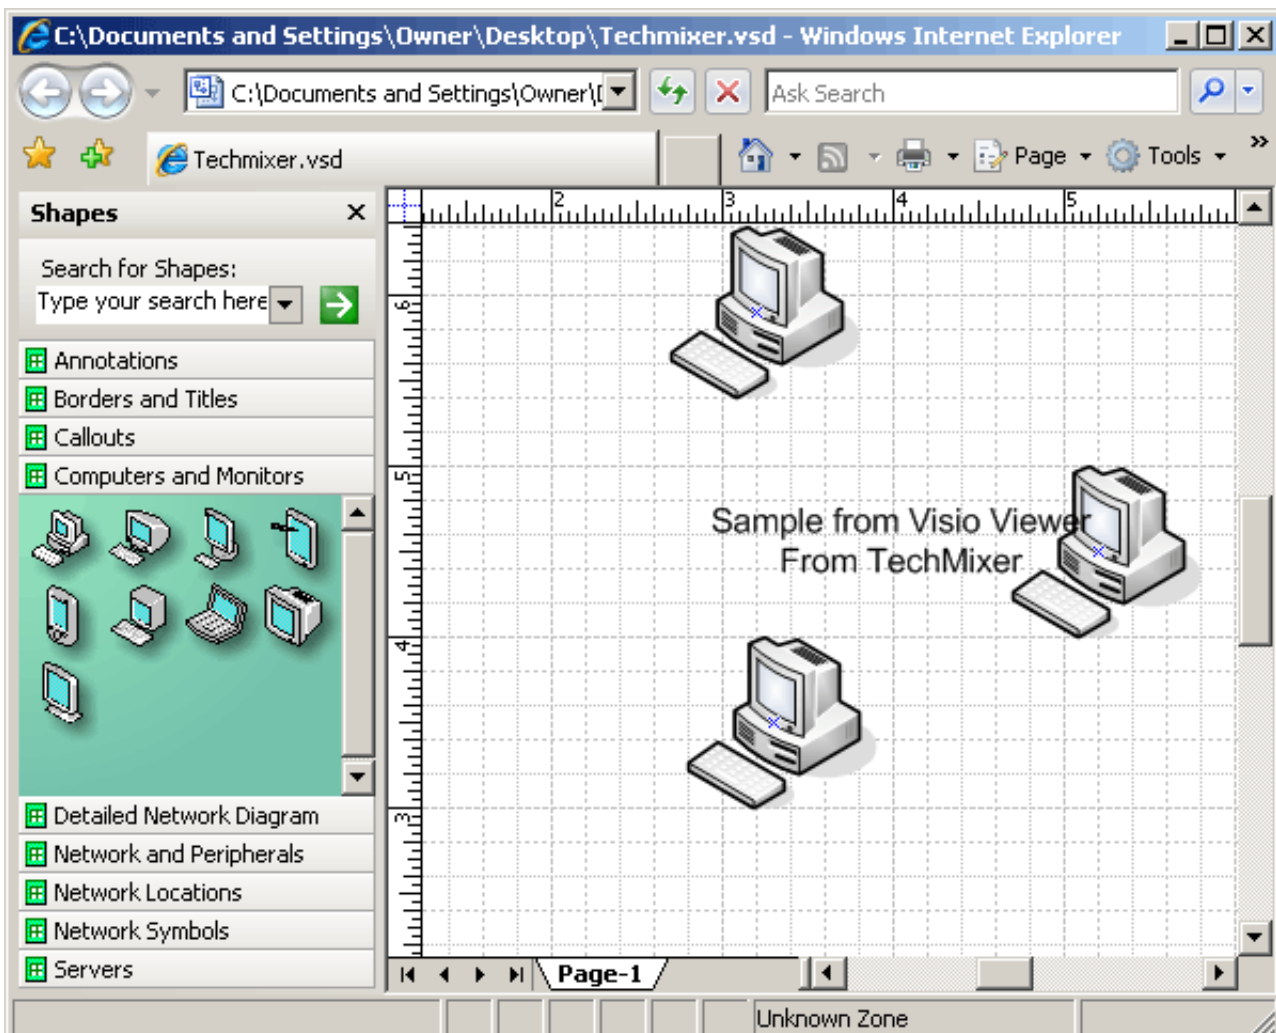 C:\Documents and Settings\Owner\Desktop\Techmixer.vsd - Windows Internet Explorer
C:\Documents and Settings\Owner\
Ask Search
Techmixer.vsd
Page
Tools
»
Shapes
Search for Shapes:
Type your search here
Annotations
Borders and Titles
Callouts
Computers and Monitors
Detailed Network Diagram
Network and Peripherals
Network Locations
Network Symbols
Servers
2 3 4 5
6
5
4
3
Sample from Visio Viewer
From TechMixer
Page-1
Unknown Zone